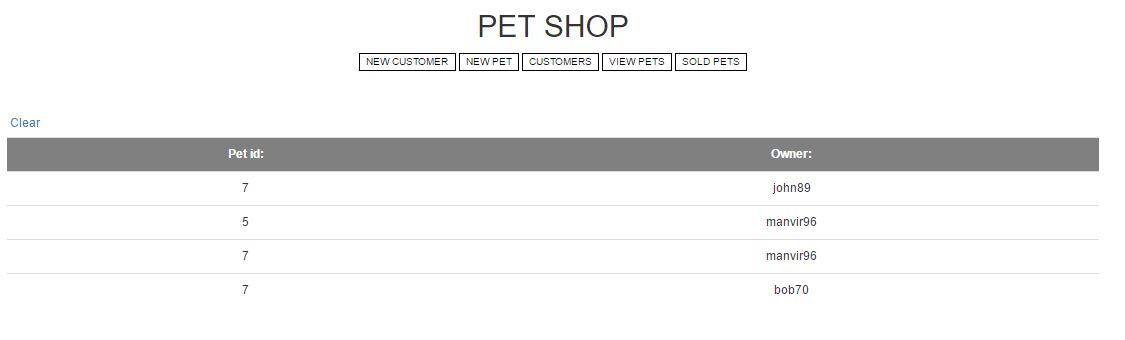 PET SHOP
NEW CUSTOMER NEW PET CUSTOMERS VIEW PETS SOLD PETS
Clear
Pet id: Owner:
7 john89
5 manvir96
7 manvir96
7 bob70